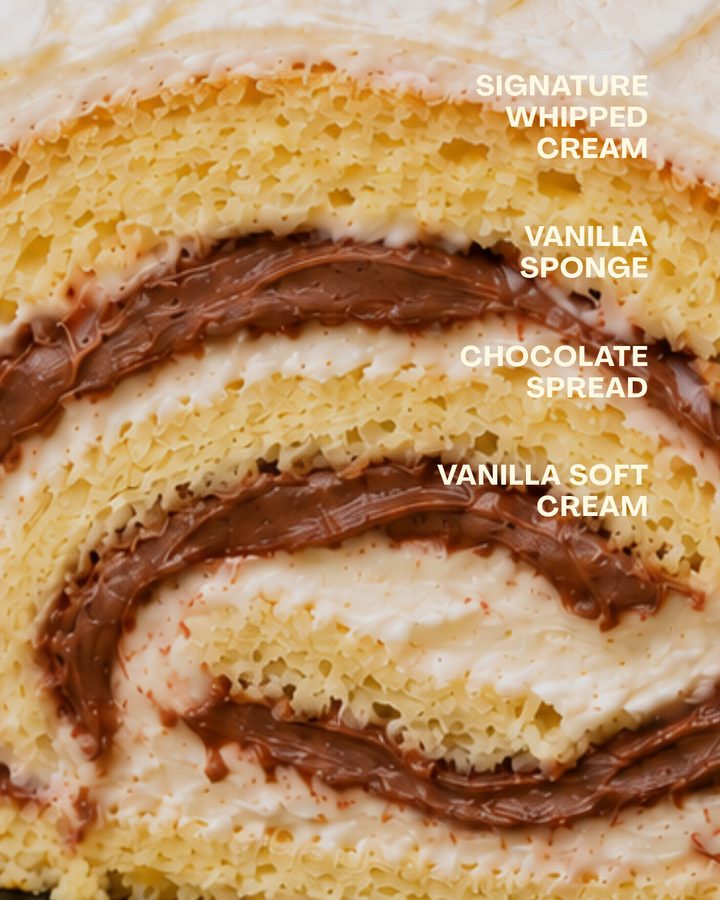 SIGNATURE
WHIPPED
CREAM
VANILLA
SPONGE
CHOCOLATE
SPREAD
VANILLA SOFT
CREAM